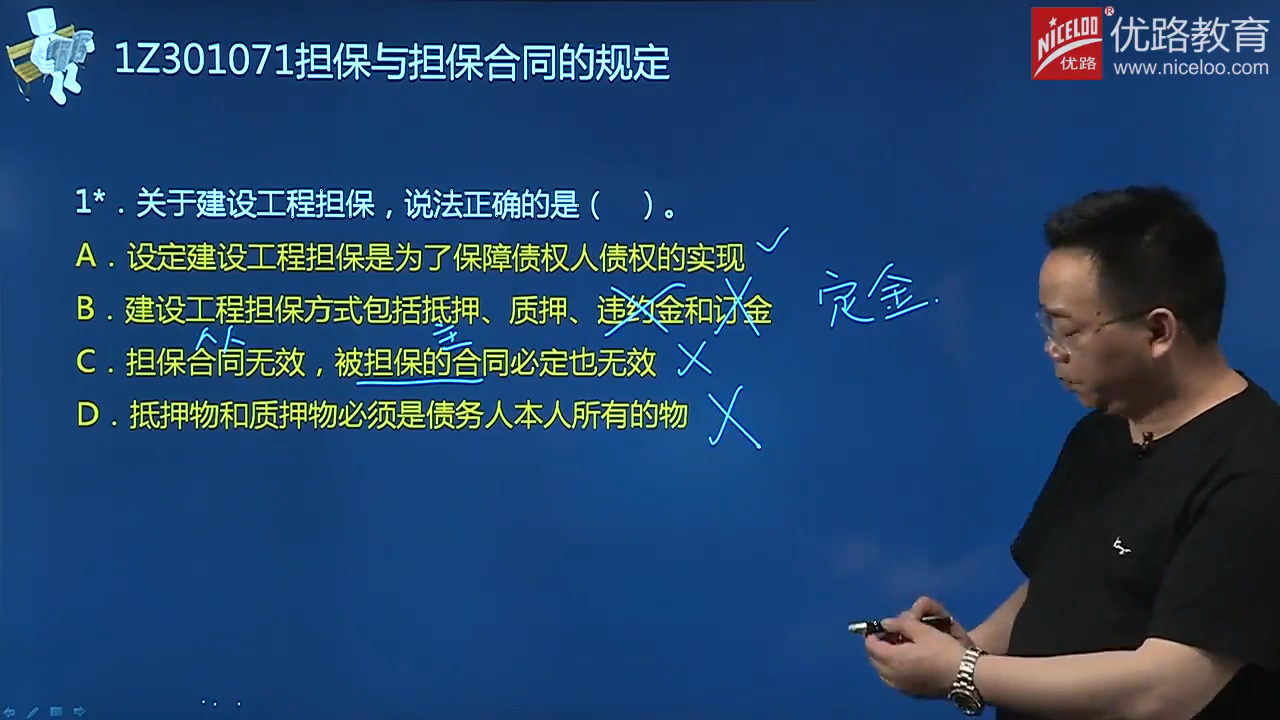 NICELOO
优路
®
优路教育
www.niceloo.com
1Z301071担保与担保合同的规定
1*．关于建设工程担保，说法正确的是（　）。
A．设定建设工程担保是为了保障债权人债权的实现
B．建设工程担保方式包括抵押、质押、违约金和订金
定金.
从
主
C．担保合同无效，被担保的合同必定也无效
D．抵押物和质押物必须是债务人本人所有的物